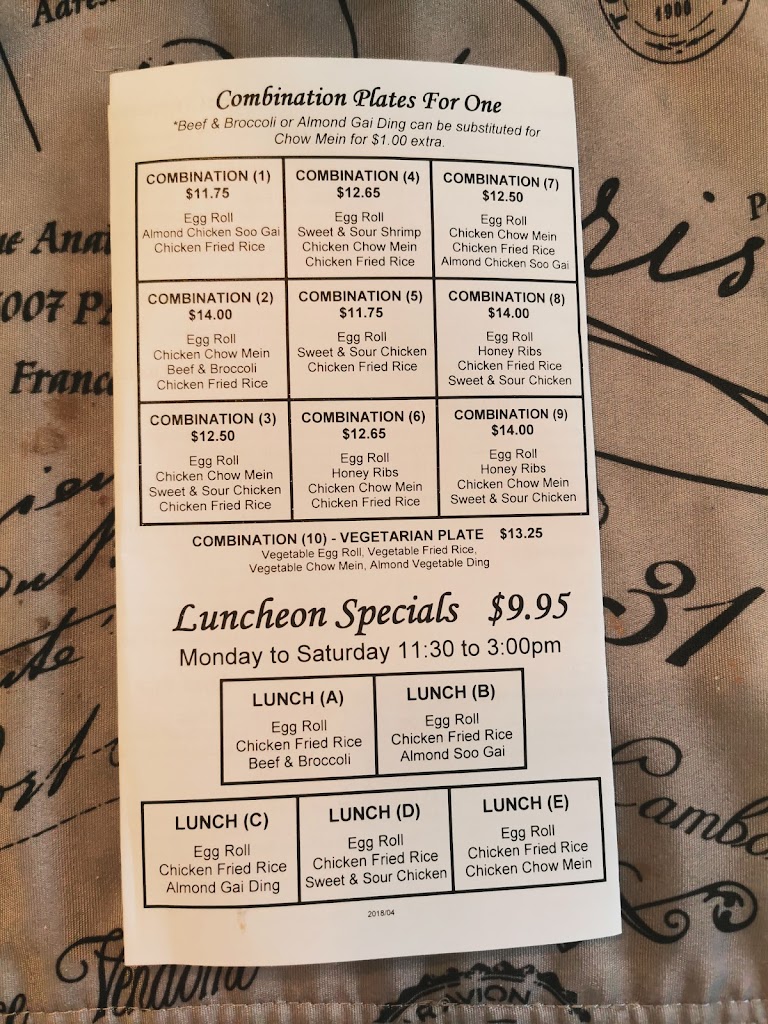 Combination Plates For One
*Beef & Broccoli or Almond Gai Ding can be substituted for
Chow Mein for $1.00 extra.
COMBINATION (1)
$11.75
Egg Roll
Almond Chicken Soo Gai
Chicken Fried Rice
COMBINATION (4)
$12.65
Egg Roll
Sweet & Sour Shrimp
Chicken Chow Mein
Chicken Fried Rice
COMBINATION (7)
$12.50
Egg Roll
Chicken Chow Mein
Chicken Fried Rice
Almond Chicken Soo Gai
COMBINATION (2)
$14.00
Egg Roll
Chicken Chow Mein
Beef & Broccoli
Chicken Fried Rice
COMBINATION (5)
$11.75
Egg Roll
Sweet & Sour Chicken
Chicken Fried Rice
COMBINATION (8)
$14.00
Egg Roll
Honey Ribs
Chicken Fried Rice
Sweet & Sour Chicken
COMBINATION (3)
$12.50
Egg Roll
Chicken Chow Mein
Sweet & Sour Chicken
Chicken Fried Rice
COMBINATION (6)
$12.65
Egg Roll
Honey Ribs
Chicken Chow Mein
Chicken Fried Rice
COMBINATION (9)
$14.00
Egg Roll
Honey Ribs
Chicken Chow Mein
Sweet & Sour Chicken
COMBINATION (10) - VEGETARIAN PLATE $13.25
Vegetable Egg Roll, Vegetable Fried Rice,
Vegetable Chow Mein, Almond Vegetable Ding
Luncheon Specials $9.95
Monday to Saturday 11:30 to 3:00pm
LUNCH (A)
Egg Roll
Chicken Fried Rice
Beef & Broccoli
LUNCH (B)
Egg Roll
Chicken Fried Rice
Almond Soo Gai
LUNCH (C)
Egg Roll
Chicken Fried Rice
Almond Gai Ding
LUNCH (D)
Egg Roll
Chicken Fried Rice
Sweet & Sour Chicken
LUNCH (E)
Egg Roll
Chicken Fried Rice
Chicken Chow Mein
2018/04
1900
007 P
Franc
31
Vendôme
AVION